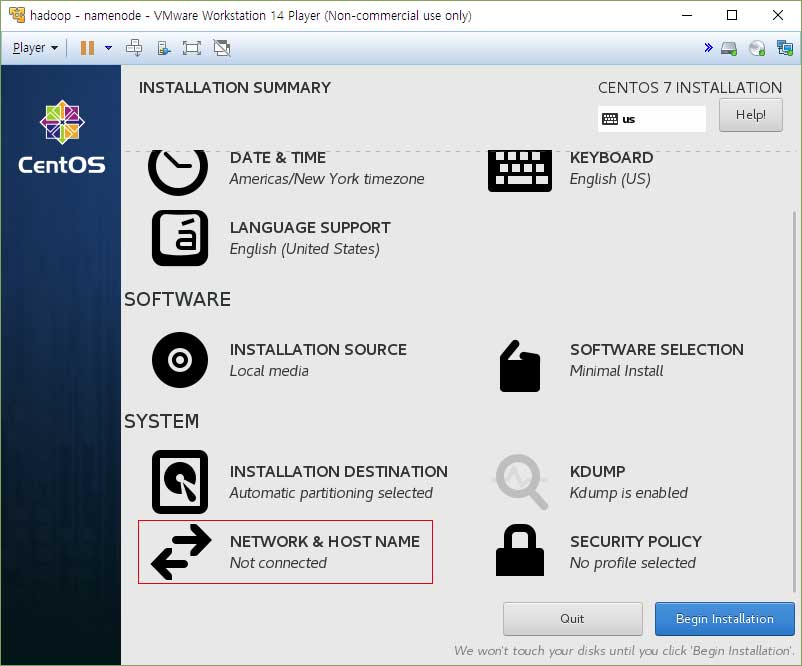 hadoop - namenode - VMware Workstation 14 Player (Non-commercial use only)
Player
INSTALLATION SUMMARY
CENTOS 7 INSTALLATION
us
Help!
CentOS
DATE & TIME
Americas/New York timezone
KEYBOARD
English (US)
LANGUAGE SUPPORT
English (United States)
SOFTWARE
INSTALLATION SOURCE
Local media
SOFTWARE SELECTION
Minimal Install
SYSTEM
INSTALLATION DESTINATION
Automatic partitioning selected
KDUMP
Kdump is enabled
NETWORK & HOST NAME
Not connected
SECURITY POLICY
No profile selected
Quit
Begin Installation
We won't touch your disks until you click 'Begin Installation'.